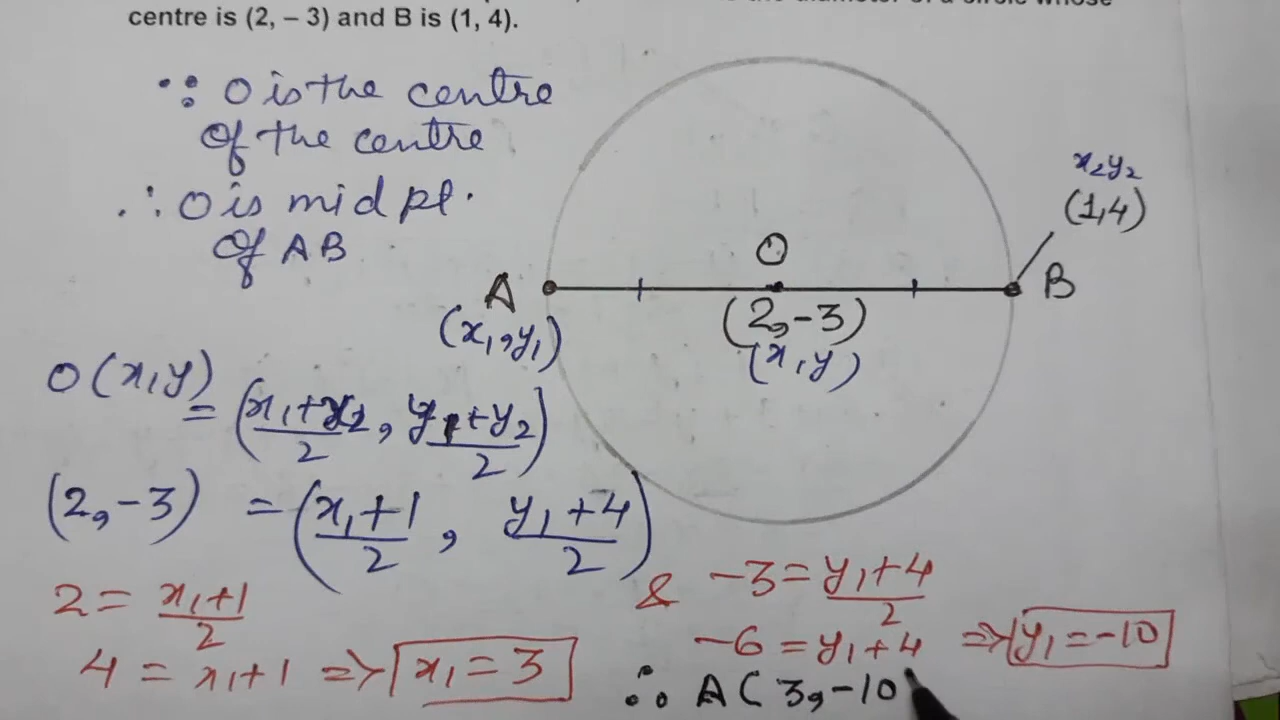 centre is (2, – 3) and B is (1, 4).
∵ O is the centre
of the centre
∴ O is mid pt.
of AB
x₂y₂
(1,4)
O
A
B
(2,-3)
(x₁,y₁)
(x,y)
O(x,y)
= (x₁+x₂/2, y₁+y₂/2)
(2,-3) = (x₁+1/2, y₁+4/2)
2 = x₁+1/2
4 = x₁+1 ⇒ x₁ = 3
& -3 = y₁+4/2
-6 = y₁+4 ⇒ y₁ = -10
∴ A(3,-10